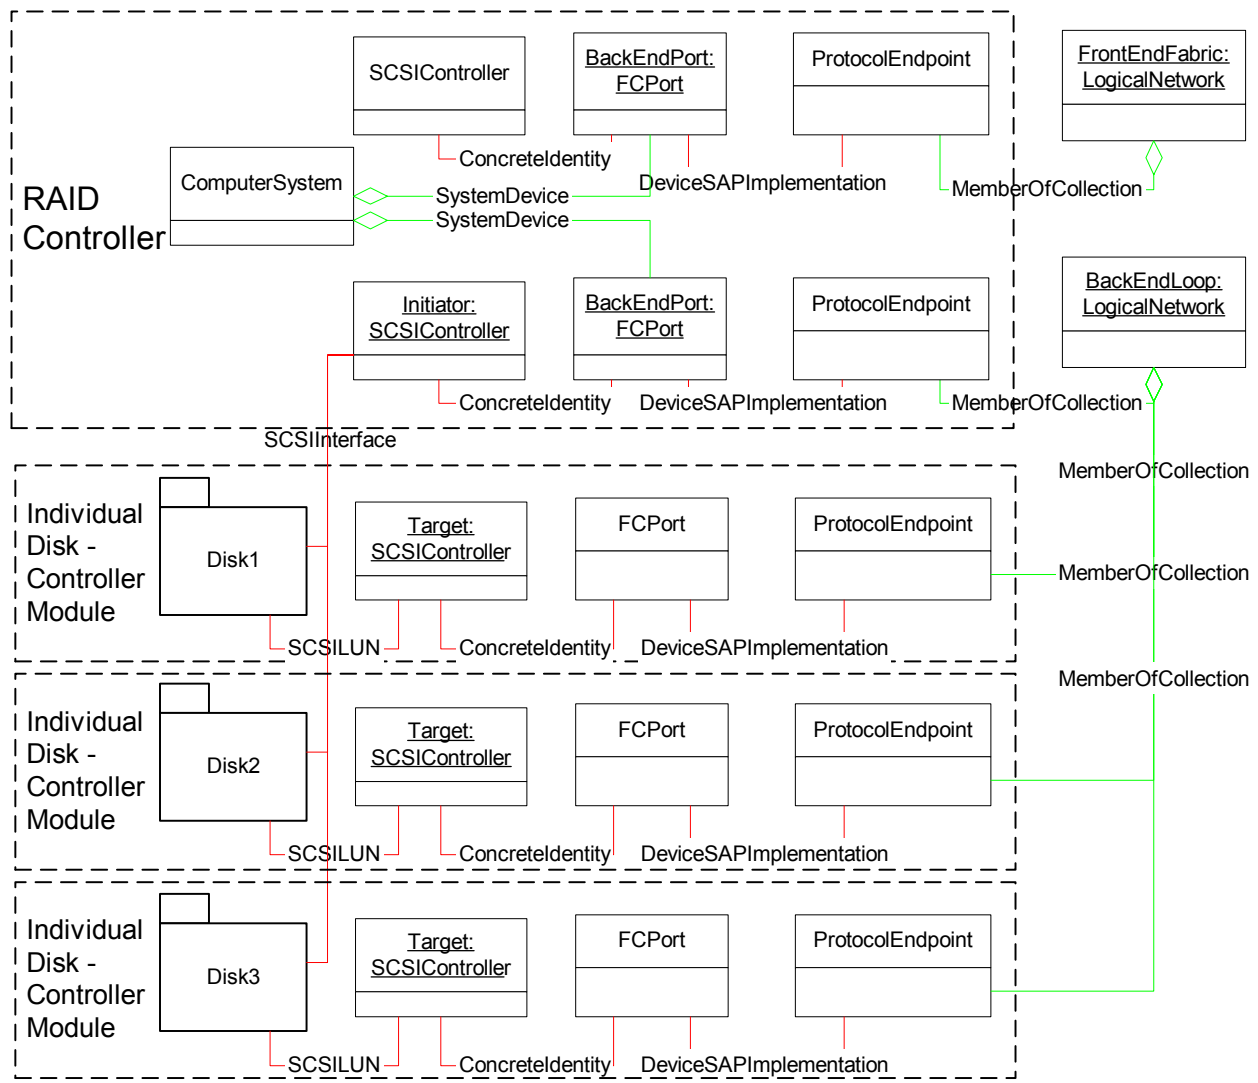 SCSIController
BackEndPort:
FCPort
ProtocolEndpoint
FrontEndFabric:
LogicalNetwork
ConcreteIdentity
DeviceSAPImplementation
MemberOfCollection
RAID
Controller
ComputerSystem
SystemDevice
SystemDevice
Initiator:
SCSIController
BackEndPort:
FCPort
ProtocolEndpoint
BackEndLoop:
LogicalNetwork
ConcreteIdentity
DeviceSAPImplementation
MemberOfCollection
SCSIInterface
MemberOfCollection
Individual
Disk -
Controller
Module
Disk1
Target:
SCSIController
FCPort
ProtocolEndpoint
MemberOfCollection
SCSILUN
ConcreteIdentity
DeviceSAPImplementation
MemberOfCollection
Individual
Disk -
Controller
Module
Disk2
Target:
SCSIController
FCPort
ProtocolEndpoint
SCSILUN
ConcreteIdentity
DeviceSAPImplementation
Individual
Disk -
Controller
Module
Disk3
Target:
SCSIController
FCPort
ProtocolEndpoint
SCSILUN
ConcreteIdentity
DeviceSAPImplementation